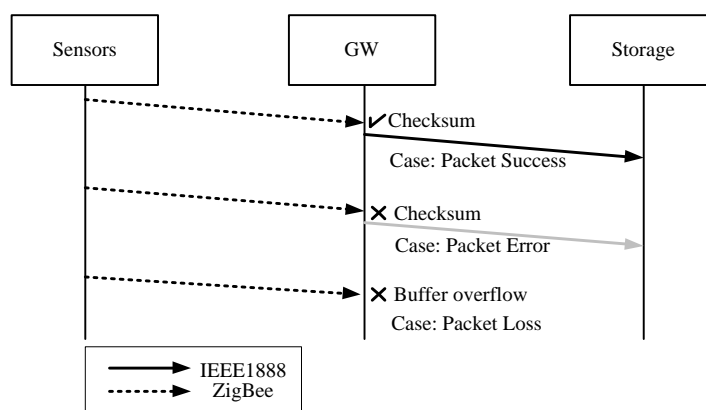 Sensors
GW
Storage
Checksum
Case: Packet Success
Checksum
Case: Packet Error
Buffer overflow
Case: Packet Loss
IEEE1888
ZigBee